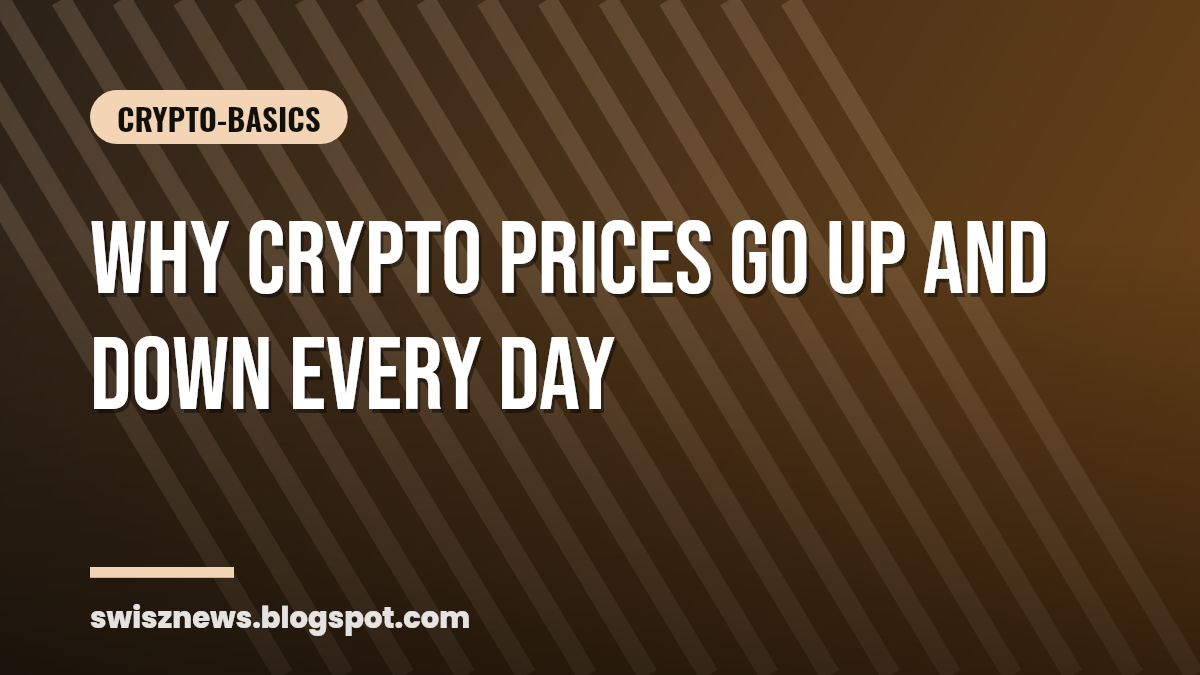 CRYPTO-BASICS
WHY CRYPTO PRICES GO UP AND
DOWN EVERY DAY
swisznews.blogspot.com